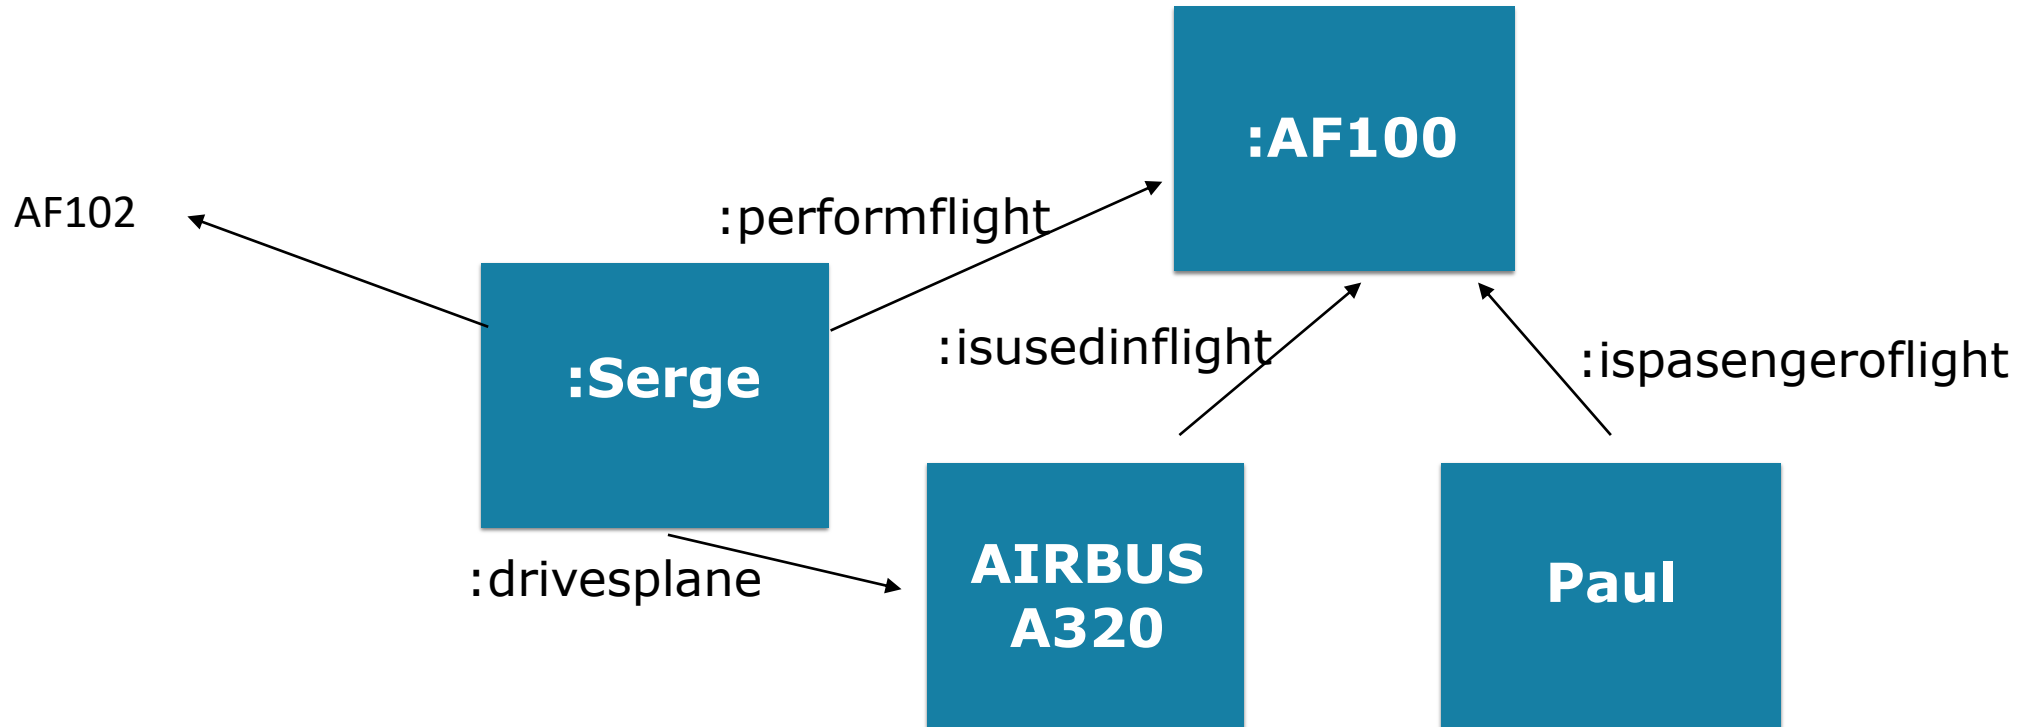 :AF100
AF102
:performflight
:isusedinflight
:ispasengeroflight
:Serge
:drivesplane
AIRBUS
A320
Paul